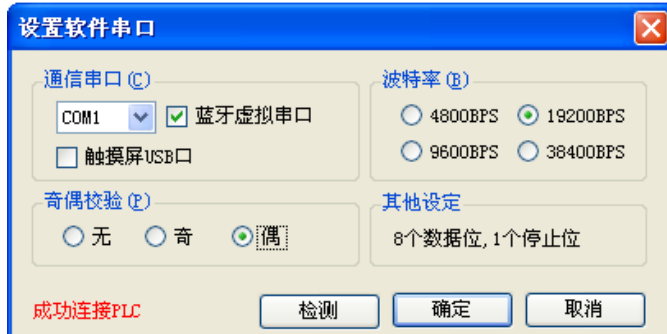 设置软件串口
通信串口(C)
COM1 蓝牙虚拟串口
触摸屏USB口
波特率(B)
4800BPS 19200BPS
9600BPS 38400BPS
奇偶校验(P)
无 奇 偶
其他设定
8个数据位,1个停止位
成功连接PLC 检测 确定 取消